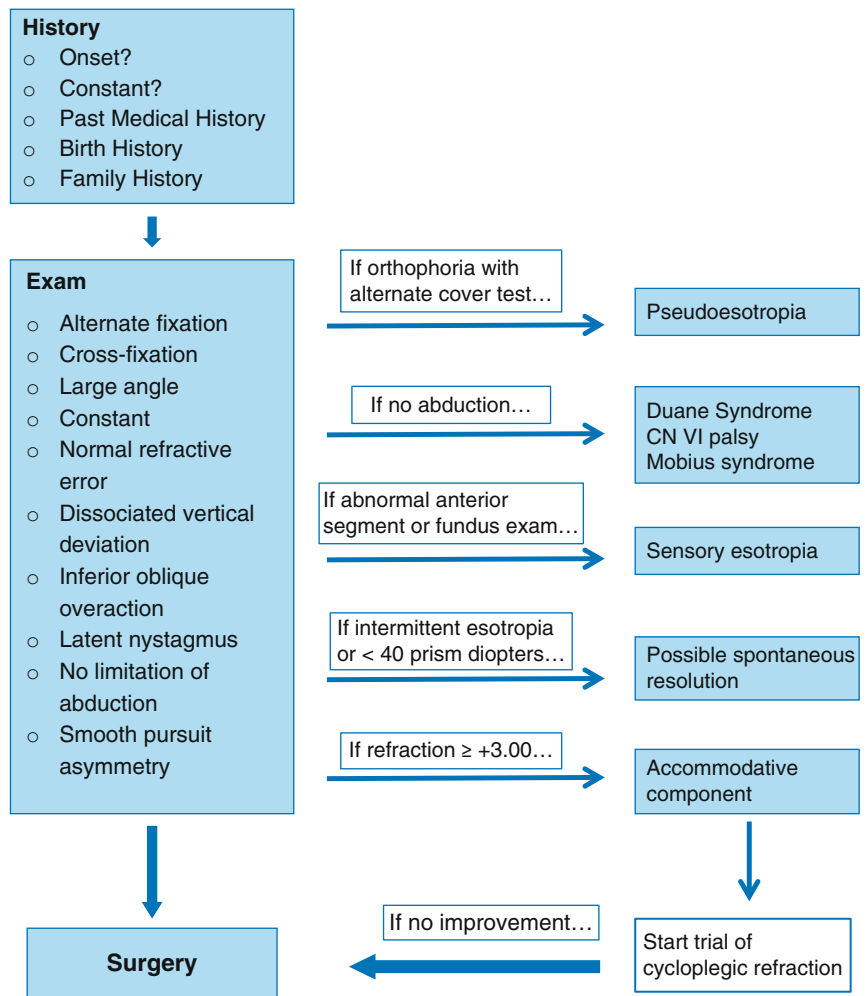 History
○ Onset?
○ Constant?
○ Past Medical History
○ Birth History
○ Family History
Exam
○ Alternate fixation
○ Cross-fixation
○ Large angle
○ Constant
○ Normal refractive
error
○ Dissociated vertical
deviation
○ Inferior oblique
overaction
○ Latent nystagmus
○ No limitation of
abduction
○ Smooth pursuit
asymmetry
If orthophoria with
alternate cover test…
Pseudoesotropia
If no abduction…
Duane Syndrome
CN VI palsy
Mobius syndrome
If abnormal anterior
segment or fundus exam…
Sensory esotropia
If intermittent esotropia
or < 40 prism diopters…
Possible spontaneous
resolution
If refraction ≥ +3.00…
Accommodative
component
Start trial of
cycloplegic refraction
If no improvement…
Surgery